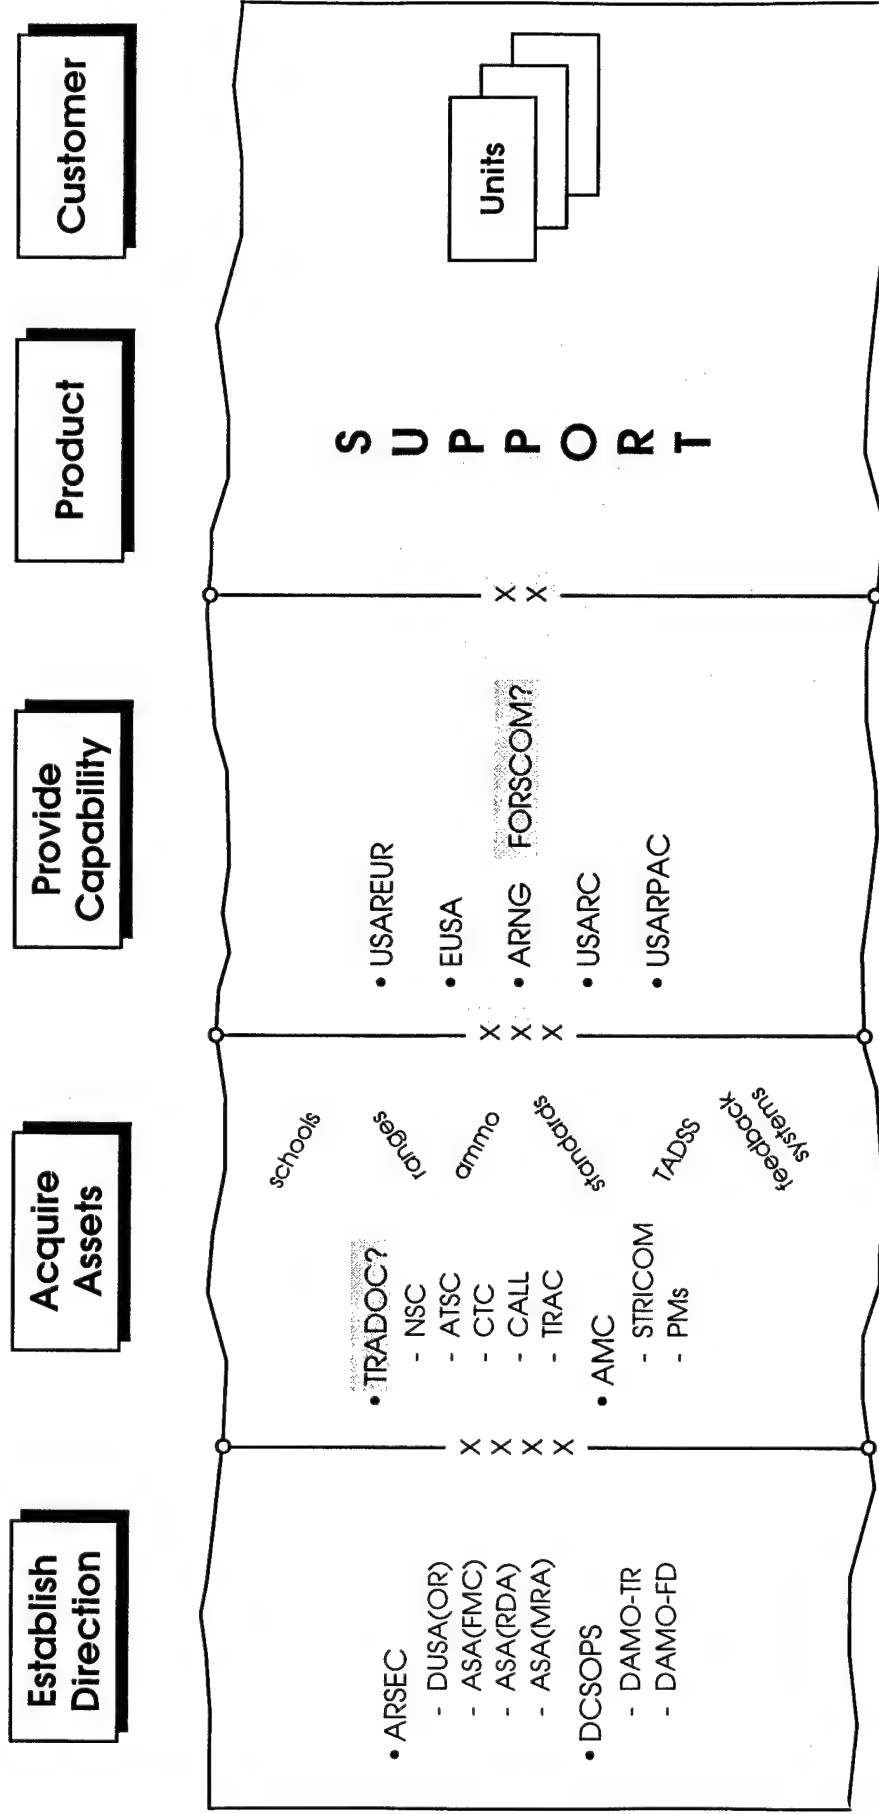 Establish
Direction
Acquire
Assets
Provide
Capability
Product
Customer
• ARSEC
- DUSA(OR)
- ASA(FMC)
- ASA(RDA)
- ASA(MRA)
• DCSOPS
- DAMO-TR
- DAMO-FD
X
X
X
X
• TRADOC?
- NSC
- ATSC
- CTC
- CALL
- TRAC
• AMC
- STRICOM
- PMs
schools
ranges
ammo
standards
TADSS
feedback
systems
X
X
X
• USAREUR
• EUSA
• ARNG FORSCOM?
• USARC
• USARPAC
X
X
S
U
P
P
O
R
T
Units